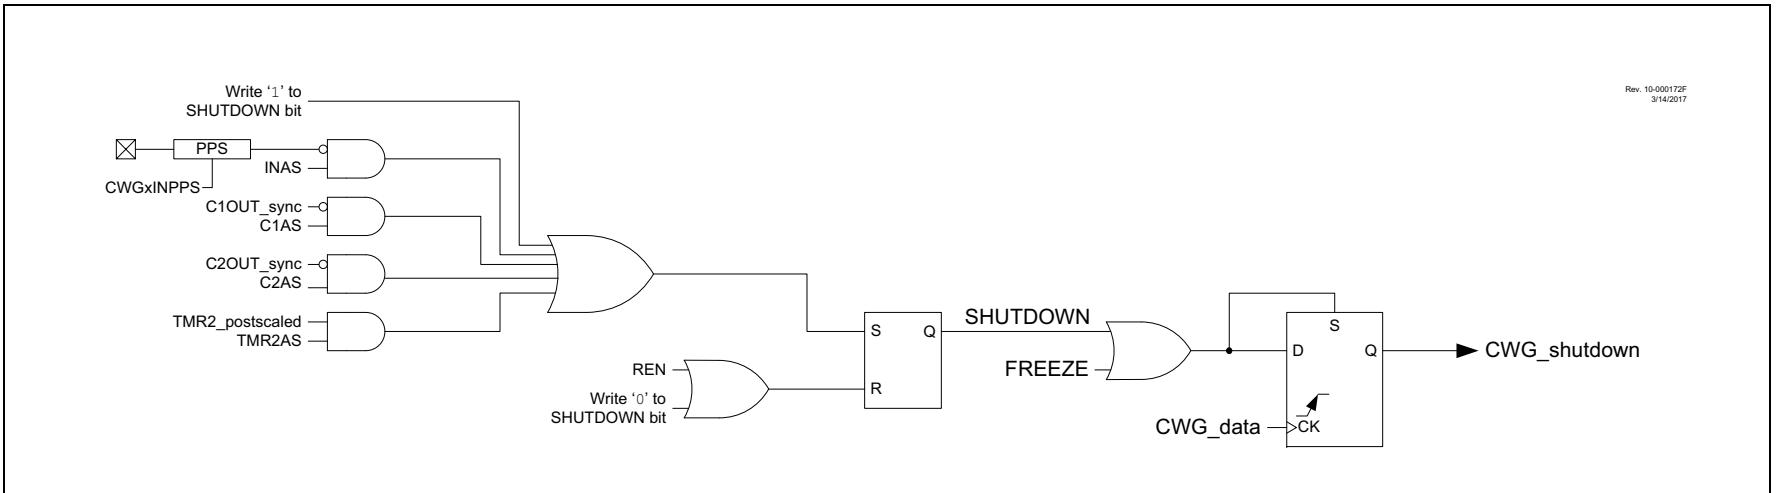 Write ‘1’ to
SHUTDOWN bit
Rev. 10-000172F
3/14/2017
PPS
INAS
CWGxINPPS
C1OUT_sync
C1AS
C2OUT_sync
C2AS
TMR2_postscaled
TMR2AS
SHUTDOWN
S
S
Q
D
Q
CWG_shutdown
REN
FREEZE
R
Write ‘0’ to
SHUTDOWN bit
CWG_data
CK